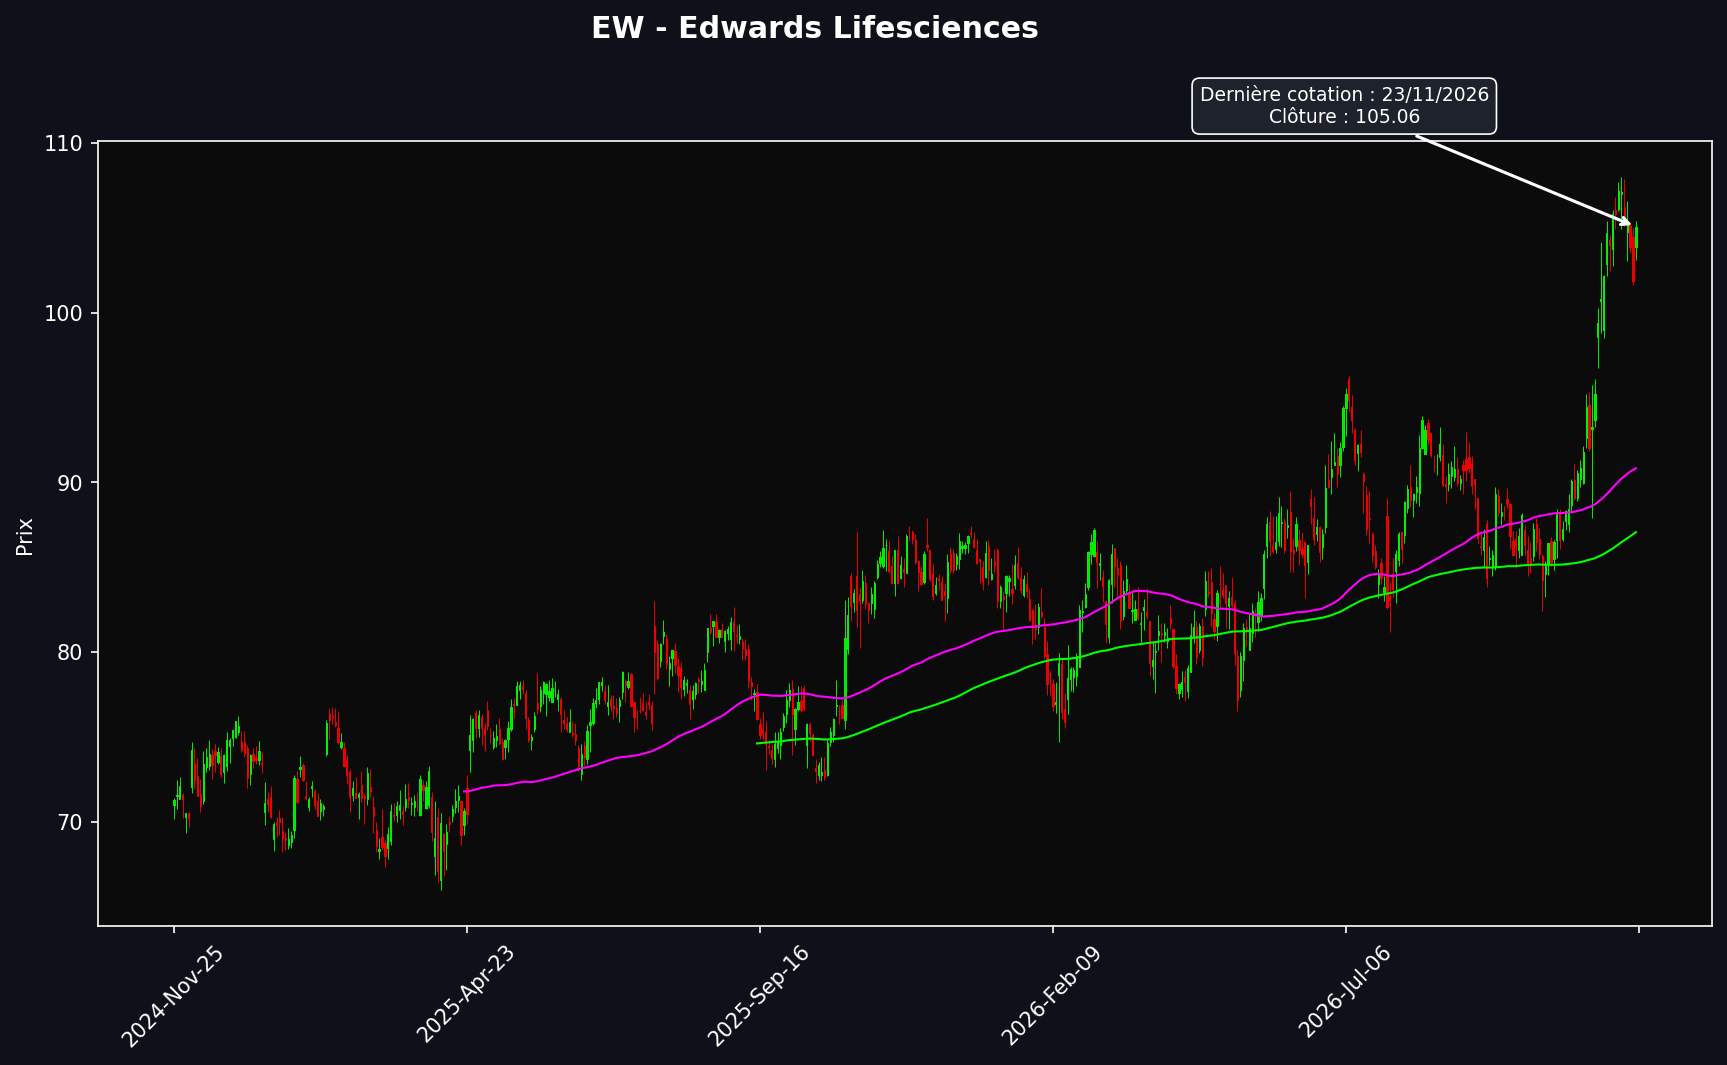 EW - Edwards Lifesciences
Dernière cotation : 23/11/2026
Clôture : 105.06
110
100
90
80
70
Prix
2024-Nov-25
2025-Apr-23
2025-Sep-16
2026-Feb-09
2026-Jul-06